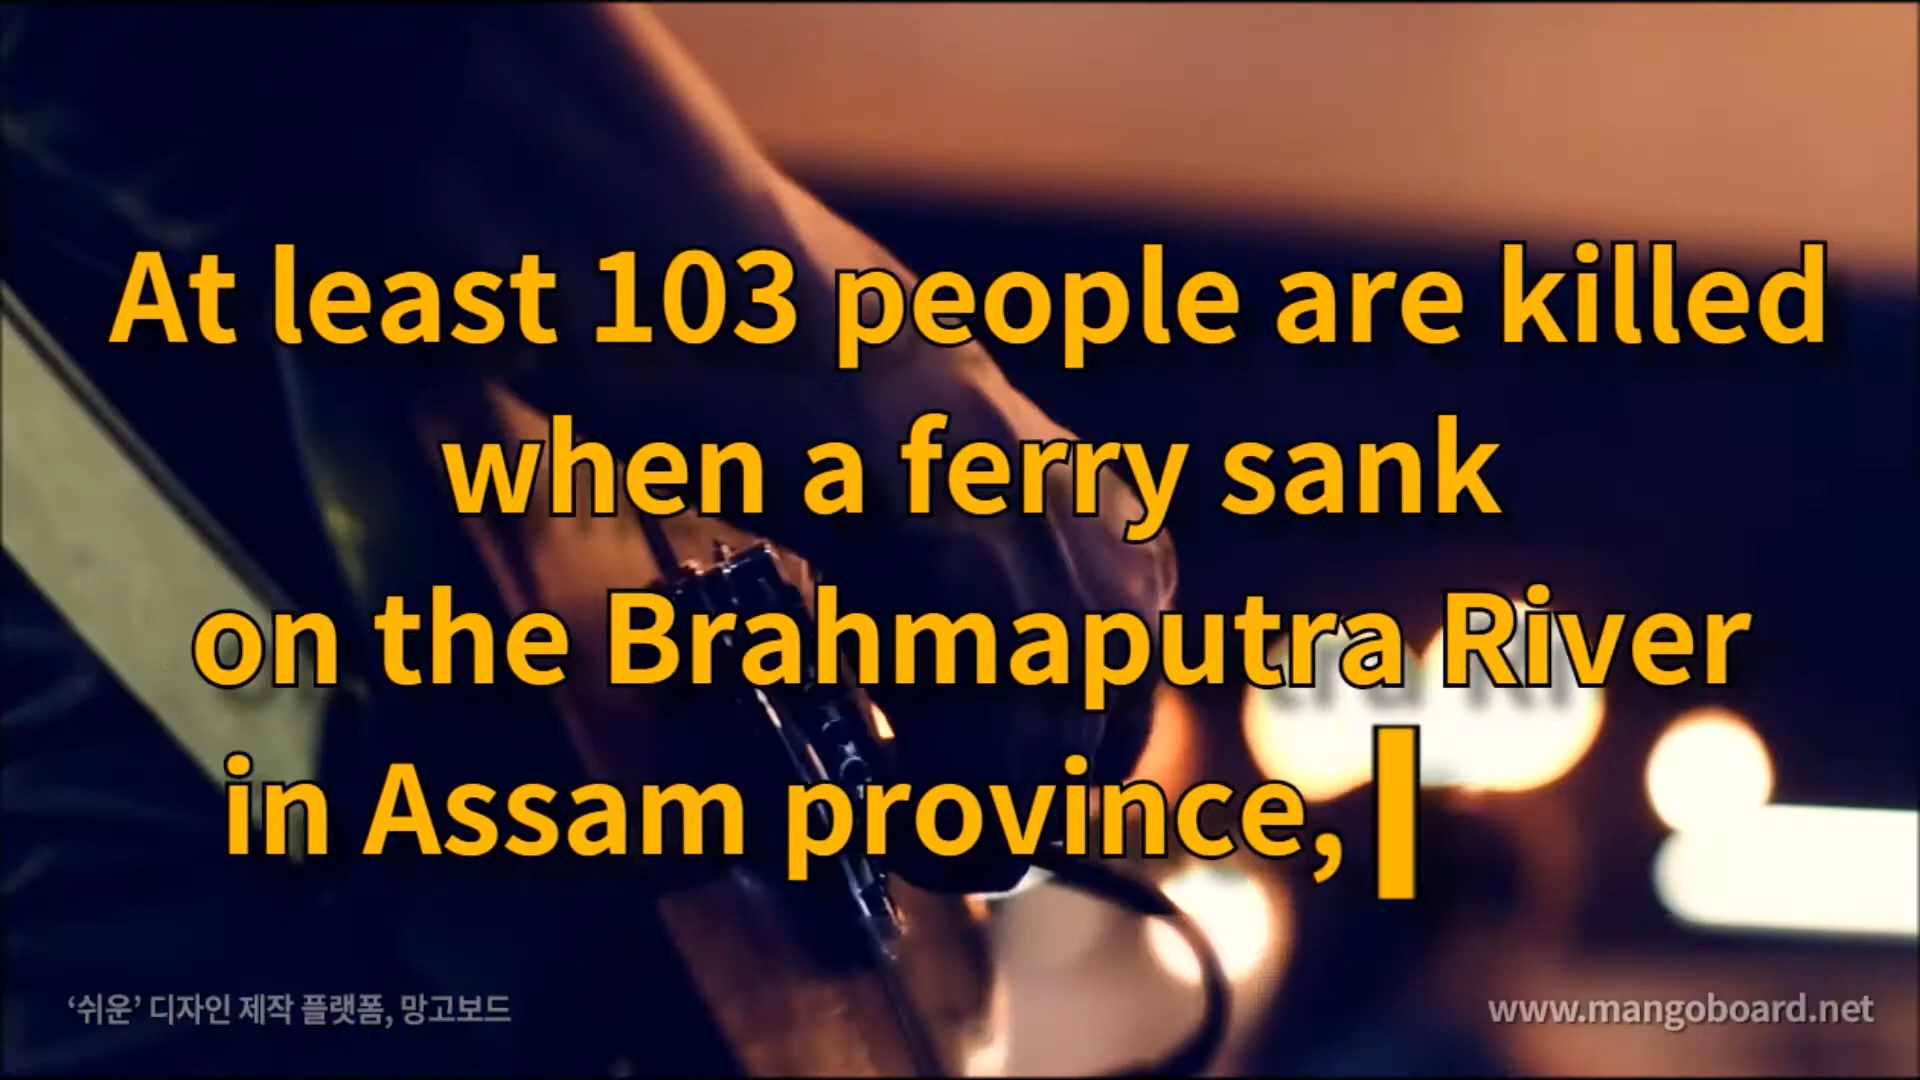 At least 103 people are killed
when a ferry sank
on the Brahmaputra River
in Assam province,
‘쉬운’ 디자인 제작 플랫폼, 망고보드
www.mangoboard.net